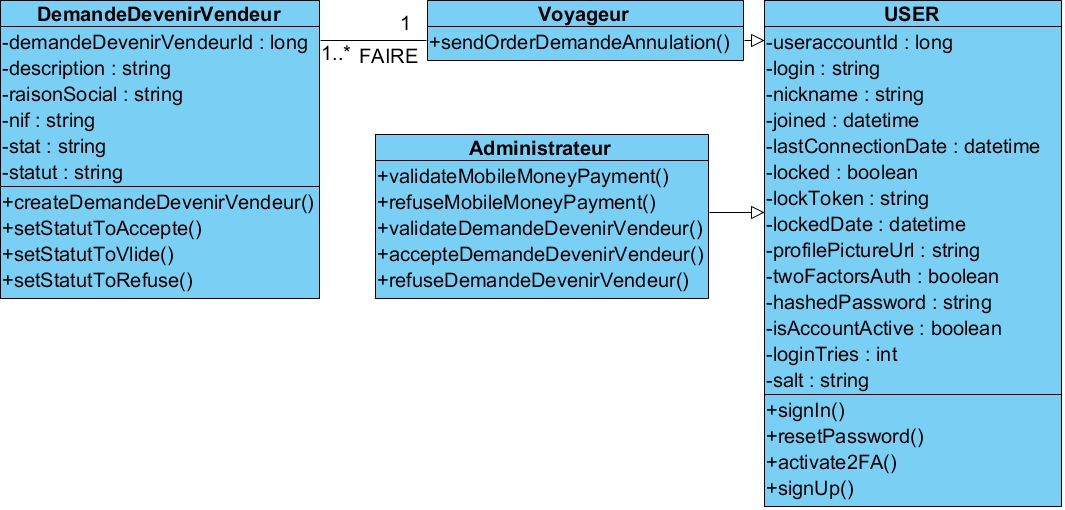 DemandeDevenirVendeur
-demandeDevenirVendeurId : long
-description : string
-raisonSocial : string
-nif : string
-stat : string
-statut : string
+createDemandeDevenirVendeur()
+setStatutToAccepte()
+setStatutToVlide()
+setStatutToRefuse()
1
1..* FAIRE
Voyageur
+sendOrderDemandeAnnulation()
Administrateur
+validateMobileMoneyPayment()
+refuseMobileMoneyPayment()
+validateDemandeDevenirVendeur()
+accepteDemandeDevenirVendeur()
+refuseDemandeDevenirVendeur()
USER
-useraccountId : long
-login : string
-nickname : string
-joined : datetime
-lastConnectionDate : datetime
-locked : boolean
-lockToken : string
-lockedDate : datetime
-profilePictureUrl : string
-twoFactorsAuth : boolean
-hashedPassword : string
-isAccountActive : boolean
-loginTries : int
-salt : string
+signIn()
+resetPassword()
+activate2FA()
+signUp()